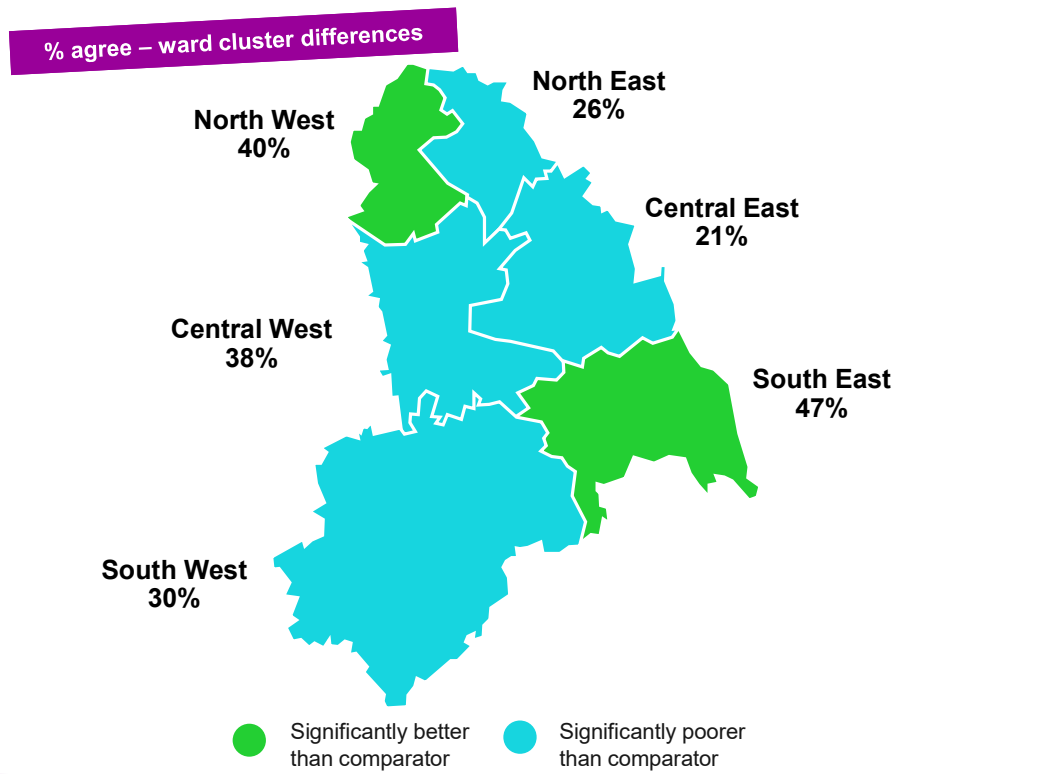 % agree – ward cluster differences
North East
26%
North West
40%
Central East
21%
Central West
38%
South East
47%
South West
30%
Significantly better
than comparator
Significantly poorer
than comparator